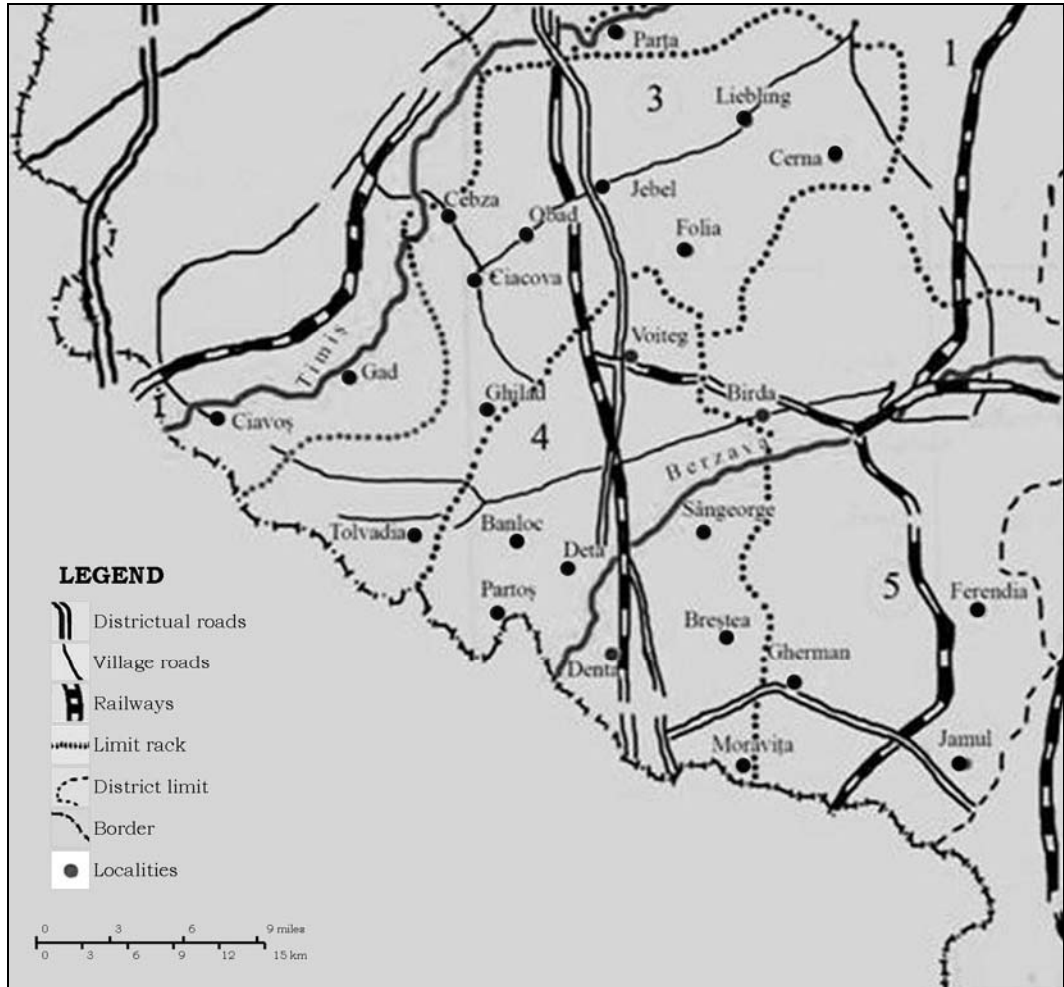 Parța
1
3
Liebling
Cerna
Jebel
Cebza
Obad
Folia
Ciacova
Voiteg
Timiș
Gad
Ghilad
Birda
Ciavoș
4
Berzava
Sângeorge
Tolvadia
Banloc
Deta
5
Ferendia
Partoș
Breștea
Gherman
Denta
Moravița
Jamul
LEGEND
Districtual roads
Village roads
Railways
Limit rack
District limit
Border
Localities
0 3 6 9 miles
0 3 6 9 12 15 km